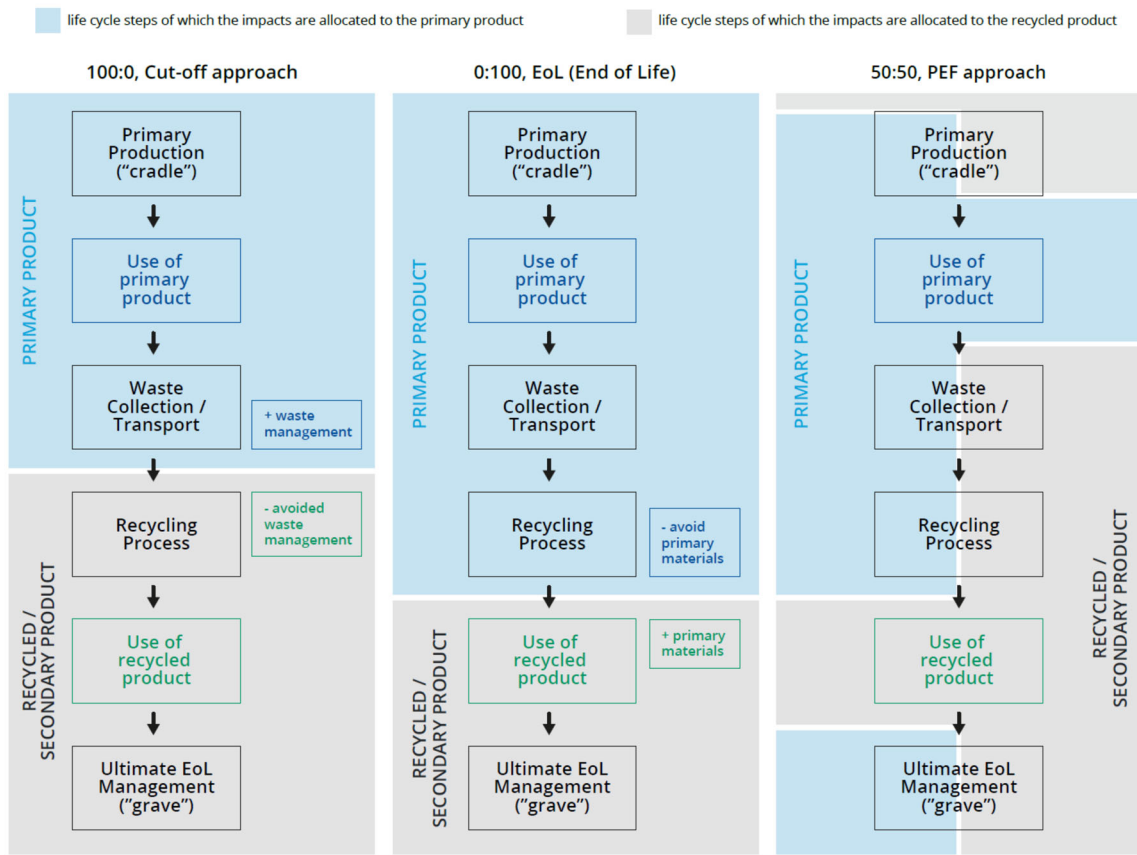 life cycle steps of which the impacts are allocated to the primary product
life cycle steps of which the impacts are allocated to the recycled product
100:0, Cut-off approach
PRIMARY PRODUCT
Primary
Production
(“cradle”)
Use of
primary
product
Waste
Collection /
Transport
+ waste
management
RECYCLED /
SECONDARY PRODUCT
Recycling
Process
- avoided
waste
management
Use of
recycled
product
Ultimate EoL
Management
(”grave”)
0:100, EoL (End of Life)
PRIMARY PRODUCT
Primary
Production
(“cradle”)
Use of
primary
product
Waste
Collection /
Transport
Recycling
Process
- avoid
primary
materials
RECYCLED /
SECONDARY PRODUCT
Use of
recycled
product
+ primary
materials
Ultimate EoL
Management
(”grave”)
50:50, PEF approach
PRIMARY PRODUCT
Primary
Production
(“cradle”)
Use of
primary
product
Waste
Collection /
Transport
Recycling
Process
RECYCLED /
SECONDARY PRODUCT
Use of
recycled
product
Ultimate EoL
Management
(”grave”)